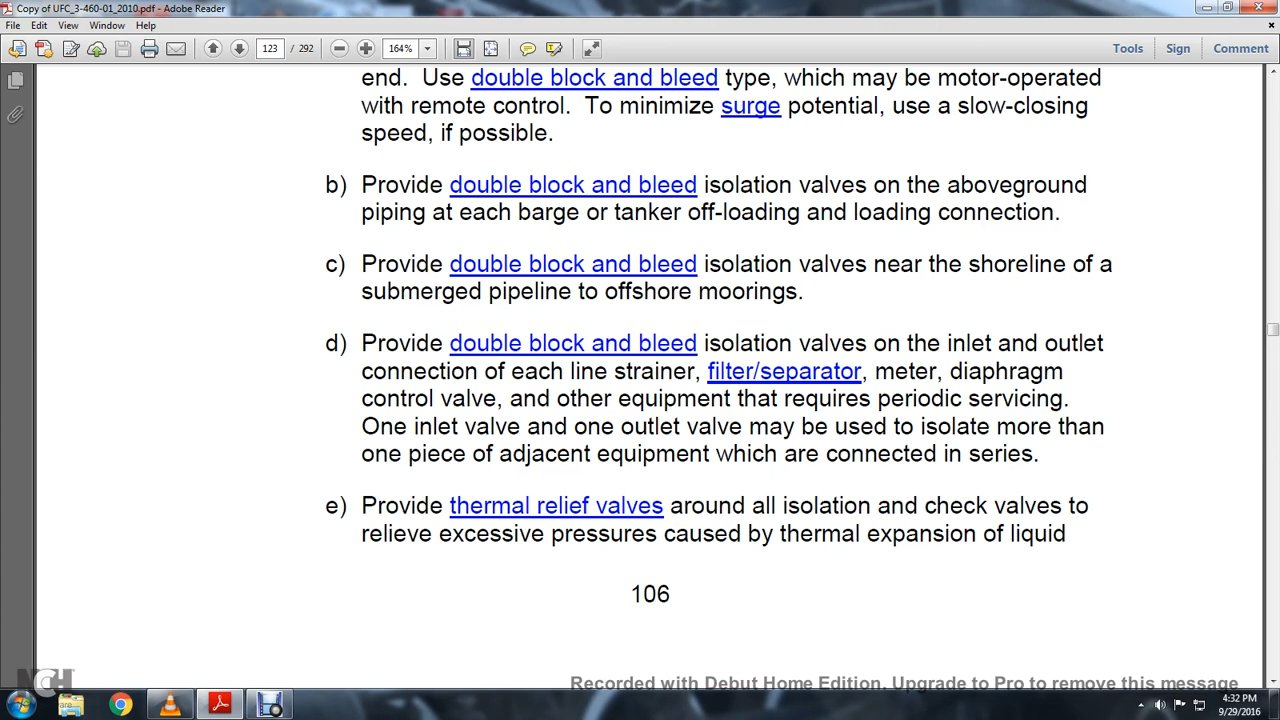 Copy of UFC_3-460-01_2010.pdf - Adobe Reader
File Edit View Window Help
123 / 292 164% Tools Sign Comment
end. Use double block and bleed type, which may be motor-operated
with remote control. To minimize surge potential, use a slow-closing
speed, if possible.
b) Provide double block and bleed isolation valves on the aboveground
piping at each barge or tanker off-loading and loading connection.
c) Provide double block and bleed isolation valves near the shoreline of a
submerged pipeline to offshore moorings.
d) Provide double block and bleed isolation valves on the inlet and outlet
connection of each line strainer, filter/separator, meter, diaphragm
control valve, and other equipment that requires periodic servicing.
One inlet valve and one outlet valve may be used to isolate more than
one piece of adjacent equipment which are connected in series.
e) Provide thermal relief valves around all isolation and check valves to
relieve excessive pressures caused by thermal expansion of liquid
106
NCH
Recorded with Debut Home Edition. Upgrade to Pro to remove this message
4:32 PM
9/29/2016